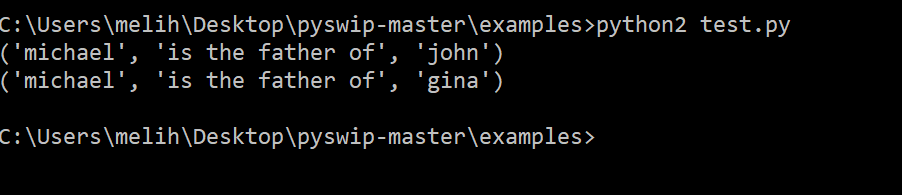 C:\Users\melih\Desktop\pyswip-master\examples>python2 test.py
('michael', 'is the father of', 'john')
('michael', 'is the father of', 'gina')
C:\Users\melih\Desktop\pyswip-master\examples>